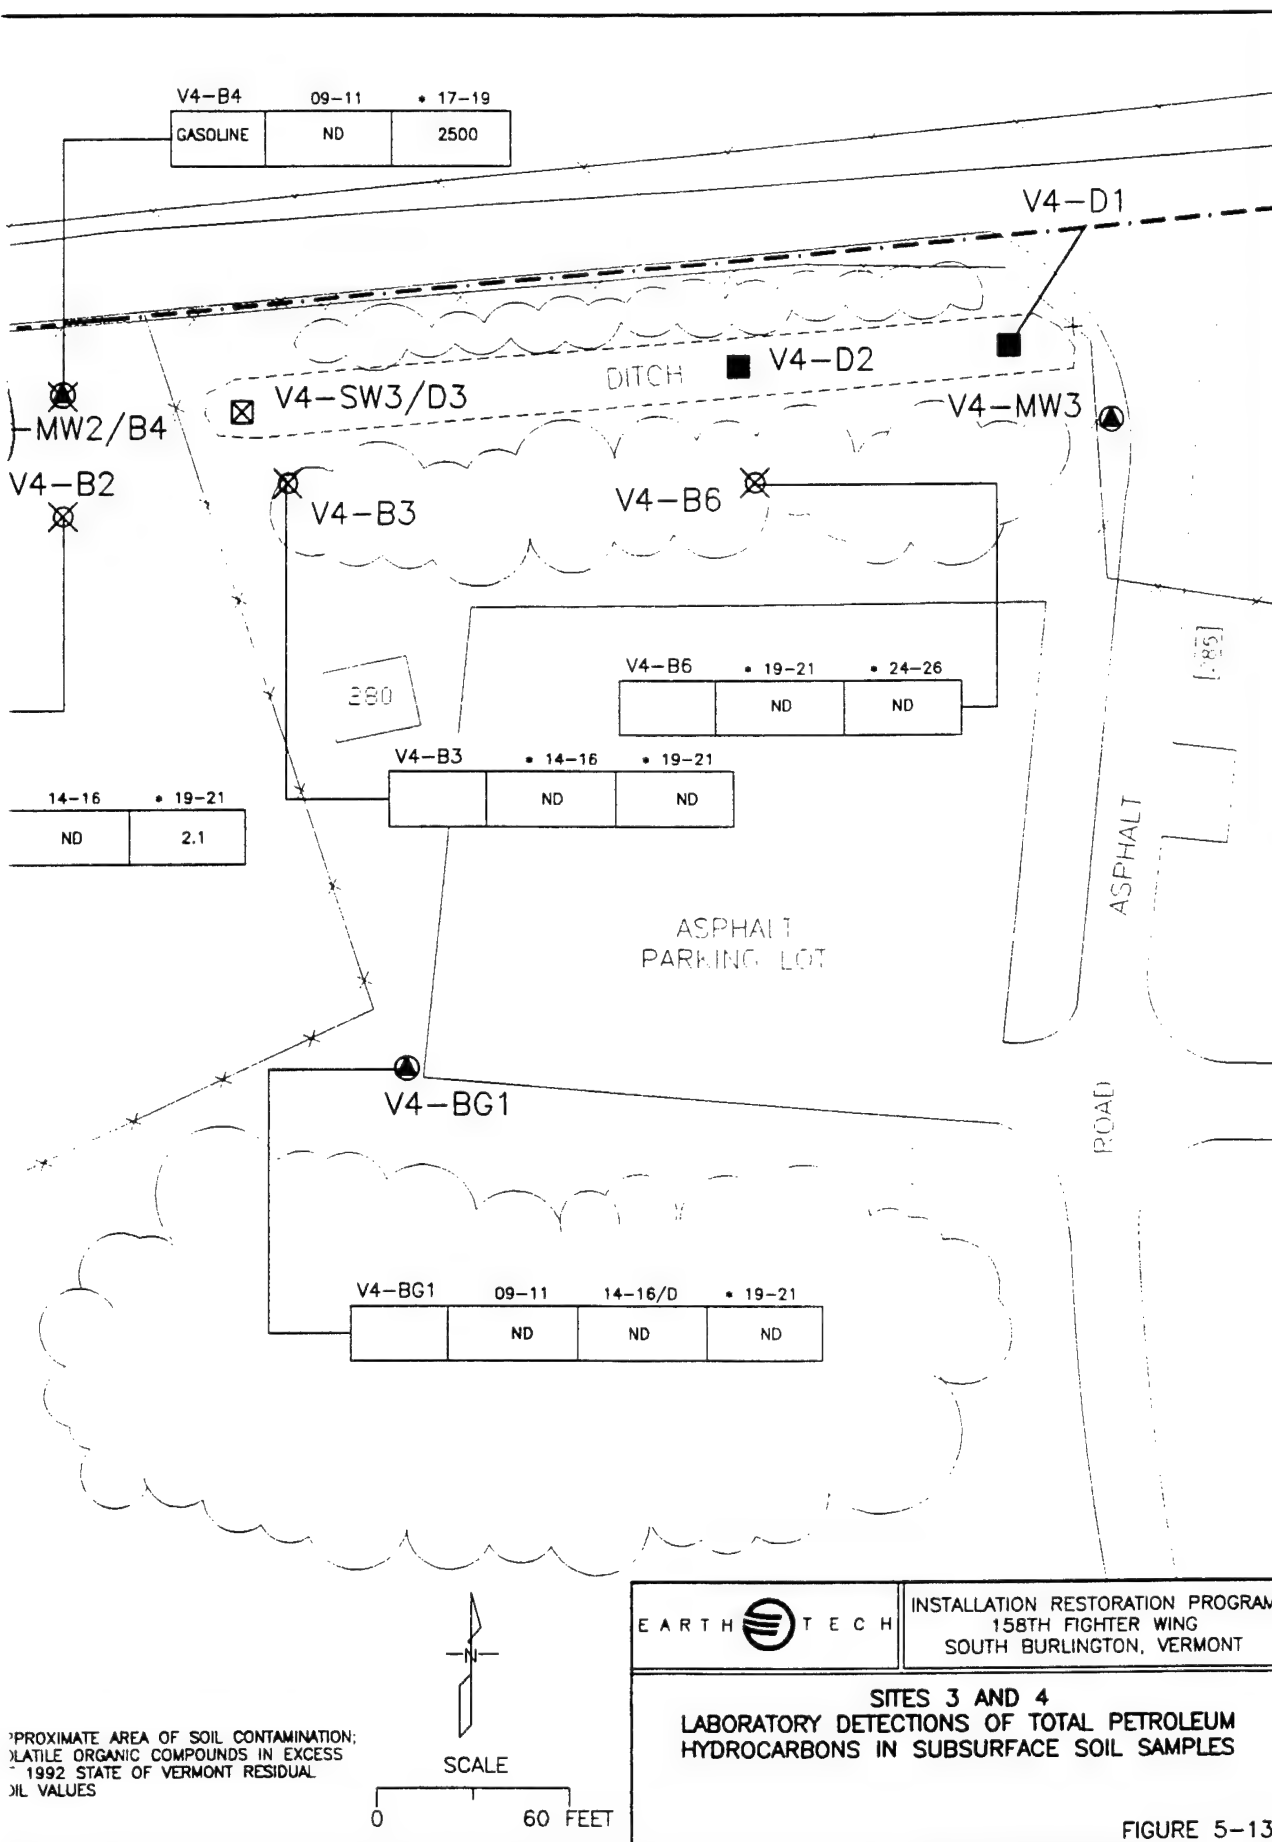 V4-B4 09-11 * 17-19
GASOLINE ND 2500
V4-D1
DITCH
V4-D2
V4-SW3/D3
V4-MW3
-MW2/B4
V4-B2
V4-B3
V4-B6
280
V4-B6 * 19-21 * 24-26
ND ND
V4-B3 * 14-16 * 19-21
ND ND
14-16 * 19-21
ND 2.1
ASPHALT
PARKING LOT
ASPHALT
ROAD
V4-BG1
V4-BG1 09-11 14-16/D * 19-21
ND ND ND
N
SCALE
0 60 FEET
PPROXIMATE AREA OF SOIL CONTAMINATION;
LATILE ORGANIC COMPOUNDS IN EXCESS
1992 STATE OF VERMONT RESIDUAL
IL VALUES
EARTH TECH
INSTALLATION RESTORATION PROGRAM
158TH FIGHTER WING
SOUTH BURLINGTON, VERMONT
SITES 3 AND 4
LABORATORY DETECTIONS OF TOTAL PETROLEUM
HYDROCARBONS IN SUBSURFACE SOIL SAMPLES
FIGURE 5-13